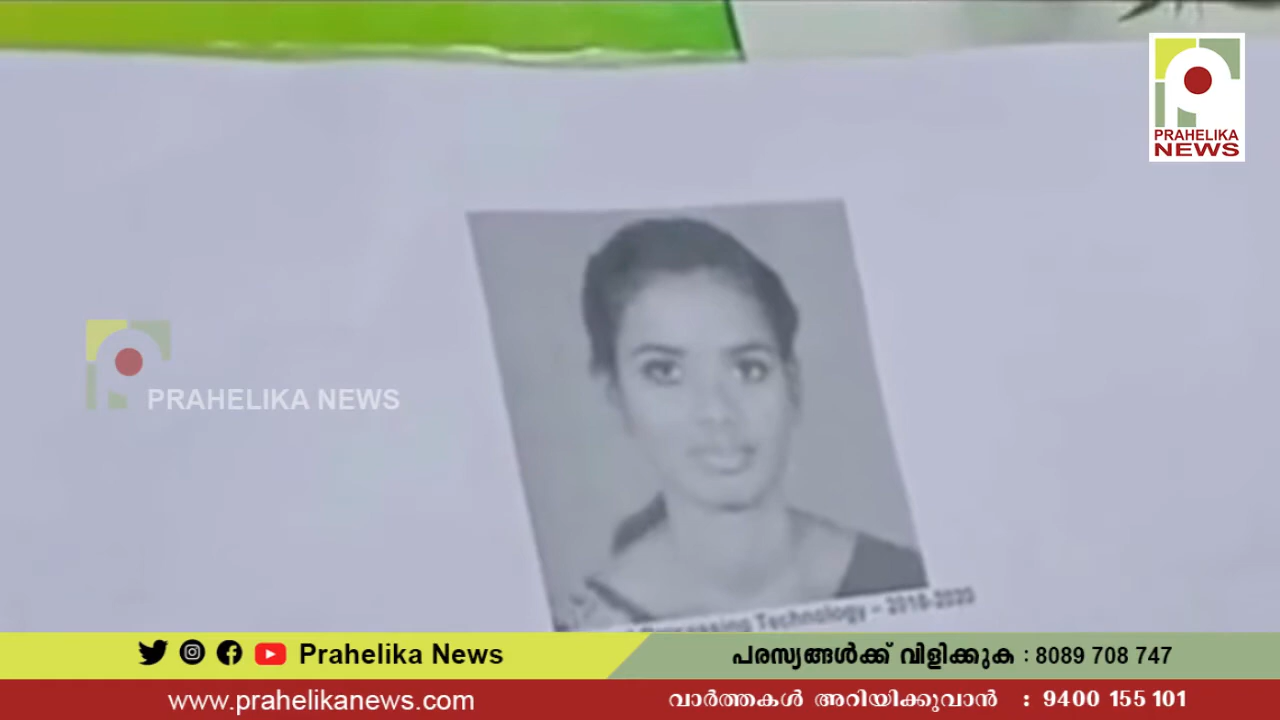 PRAHELIKA
NEWS
PRAHELIKA NEWS
Processing Technology – 2018-2020
Prahelika News
പരസ്യങ്ങൾക്ക് വിളിക്കുക : 8089 708 747
www.prahelikanews.com
വാർത്തകൾ അറിയിക്കുവാൻ : 9400 155 101